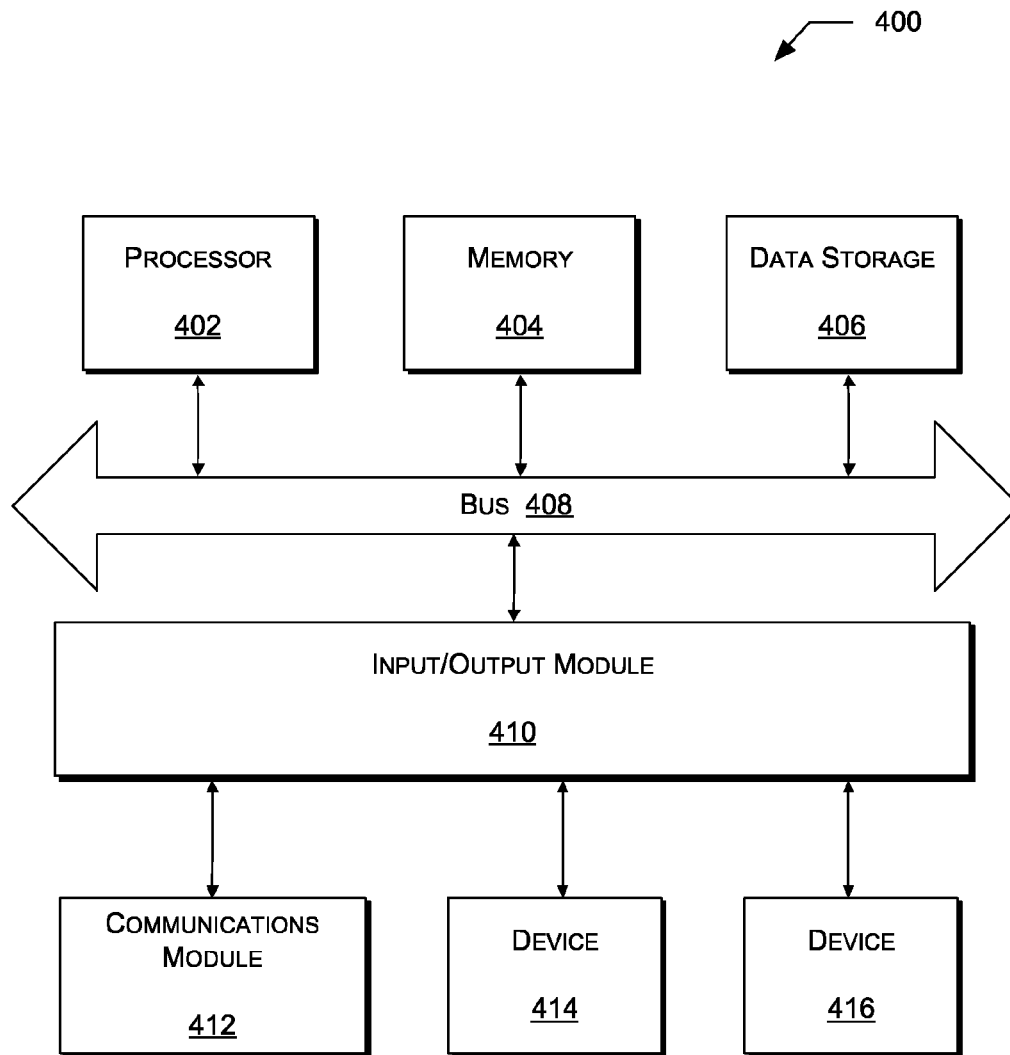 400
PROCESSOR
402
MEMORY
404
DATA STORAGE
406
BUS 408
INPUT/OUTPUT MODULE
410
COMMUNICATIONS
MODULE
412
DEVICE
414
DEVICE
416